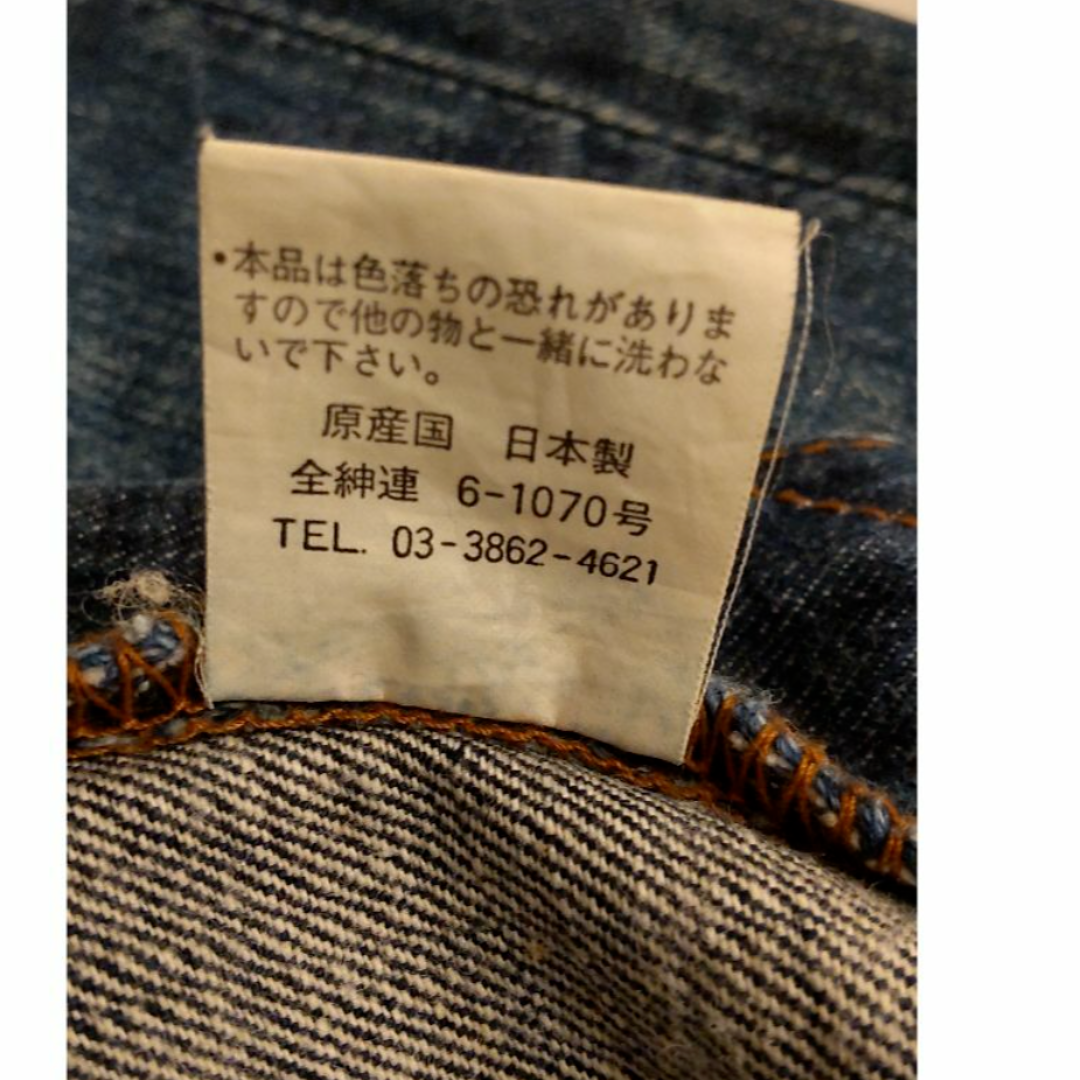 ・本品は色落ちの恐れがありま
すので他の物と一緒に洗わな
いで下さい。
原産国 日本製
全紳連 6-1070号
TEL. 03-3862-4621